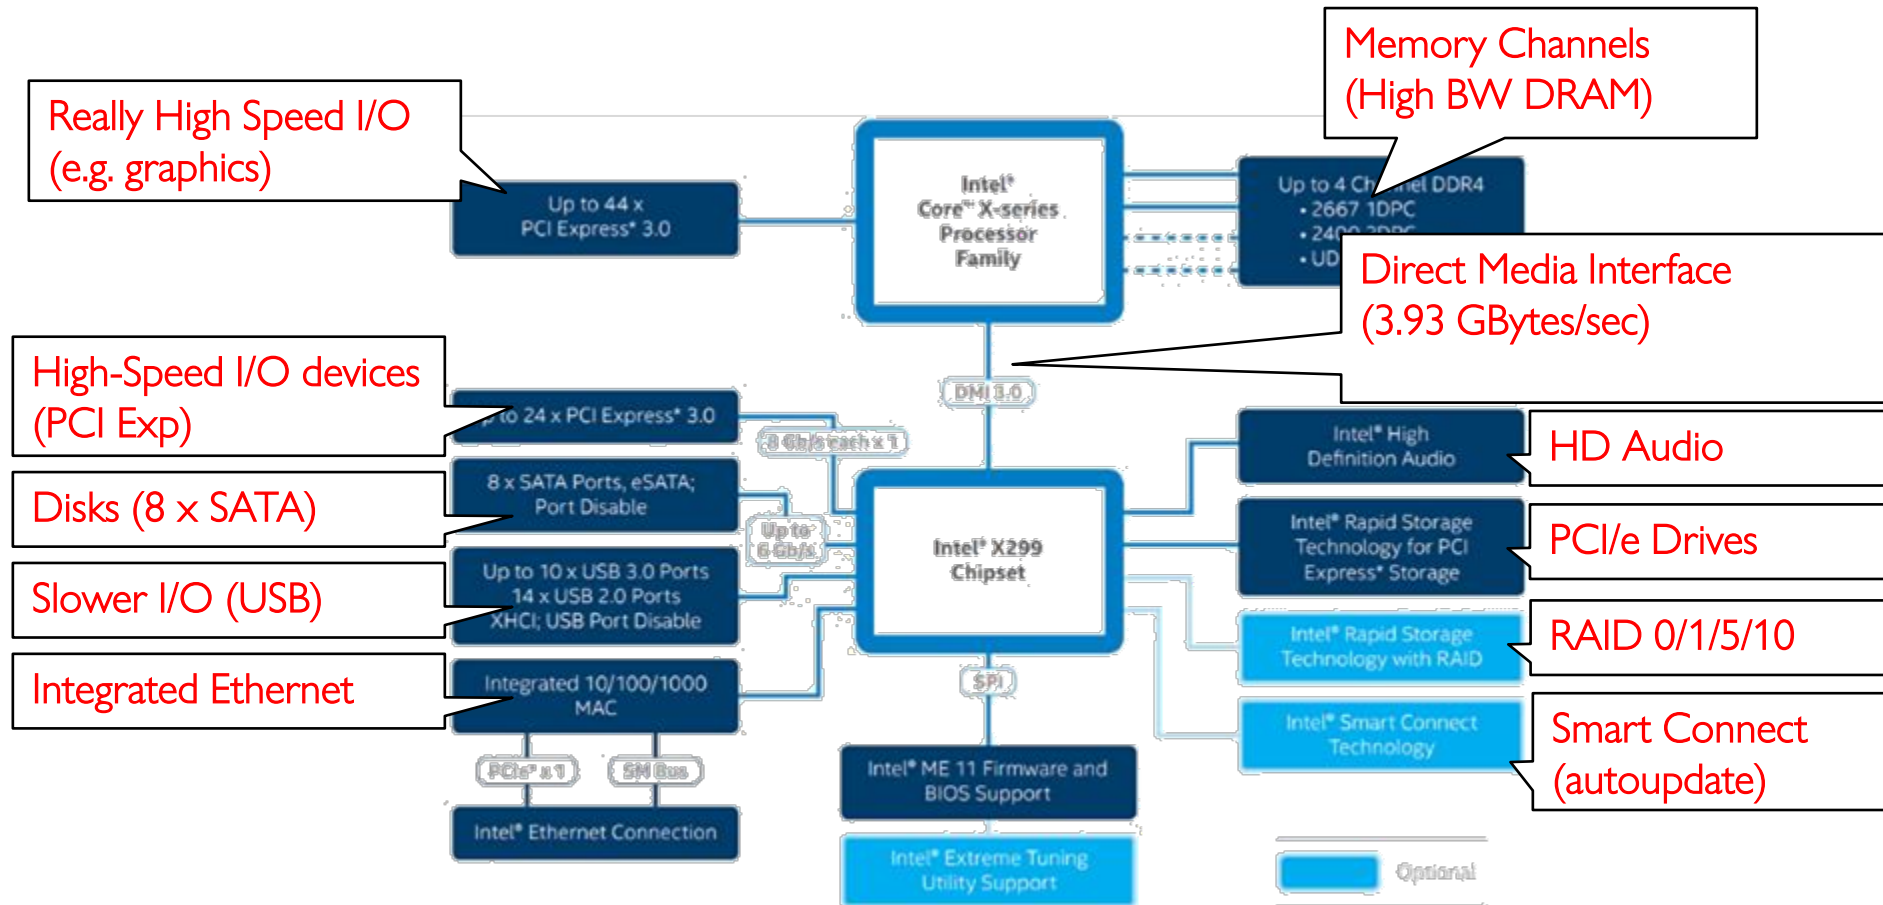 Memory Channels
(High BW DRAM)
Really High Speed I/O
(e.g. graphics)
Up to 44 x
PCI Express* 3.0
Intel®
Core™ X-series
Processor
Family
Up to 4 Ch nel DDR4
• 2667 1DPC
• 2400 2DPC
• UD
Direct Media Interface
(3.93 GBytes/sec)
DMI 3.0
High-Speed I/O devices
(PCI Exp)
to 24 x PCI Express* 3.0
8 Gb/s each x 1
Intel® High
Definition Audio
HD Audio
Disks (8 x SATA)
8 x SATA Ports, eSATA;
Port Disable
Up to
6 Gb/s
Intel® X299
Chipset
Intel® Rapid Storage
Technology for PCI
Express* Storage
PCI/e Drives
Slower I/O (USB)
Up to 10 x USB 3.0 Ports
14 x USB 2.0 Ports
XHCI; USB Port Disable
Intel® Rapid Storage
Technology with RAID
RAID 0/1/5/10
Integrated Ethernet
Integrated 10/100/1000
MAC
SPI
Intel® Smart Connect
Technology
Smart Connect
(autoupdate)
PCIe* x 1
SM Bus
Intel® ME 11 Firmware and
BIOS Support
Intel® Ethernet Connection
Intel® Extreme Tuning
Utility Support
Optional